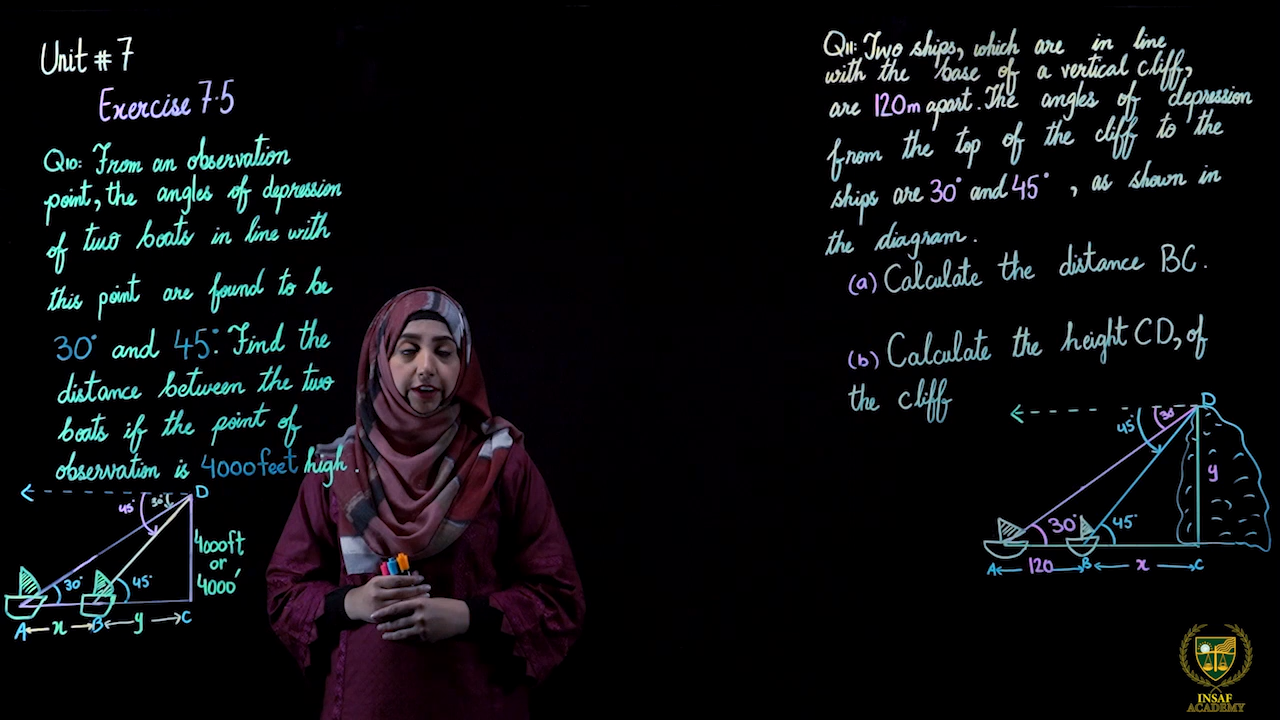 Unit # 7
Exercise 7.5
Q10: From an observation
point, the angles of depression
of two boats in line with
this point are found to be
30° and 45°. Find the
distance between the two
boats if the point of
observation is 4000 feet high.
D
45° 30°
4000ft
or
4000'
30° 45°
A x B y C
Q11: Two ships, which are in line
with the base of a vertical cliff,
are 120m apart. The angles of depression
from the top of the cliff to the
ships are 30° and 45°, as shown in
the diagram.
(a) Calculate the distance BC.
(b) Calculate the height CD, of
the cliff
D
45° 30°
y
30° 45°
A 120 B x C
INSAF
ACADEMY